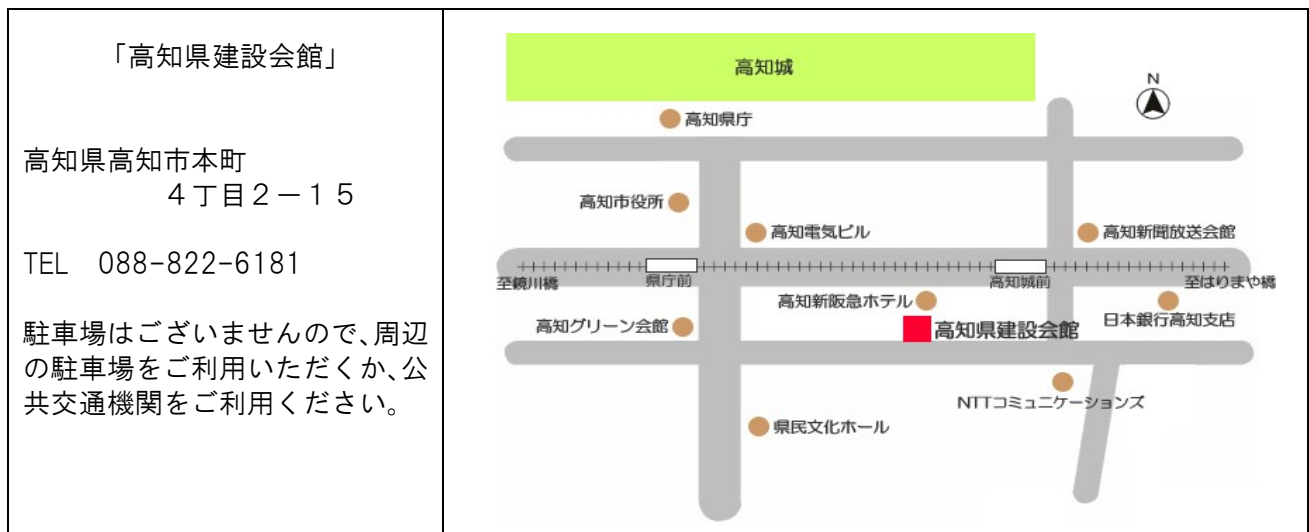 「高知県建設会館」
高知県高知市本町
４丁目２－１５
TEL　088-822-6181
駐車場はございませんので、周辺
の駐車場をご利用いただくか、公
共交通機関をご利用ください。
高知城
N
高知県庁
高知市役所
高知電気ビル
高知新聞放送会館
至鏡川橋
県庁前
高知城前
至はりまや橋
高知新阪急ホテル
日本銀行高知支店
高知グリーン会館
高知県建設会館
NTTコミュニケーションズ
県民文化ホール